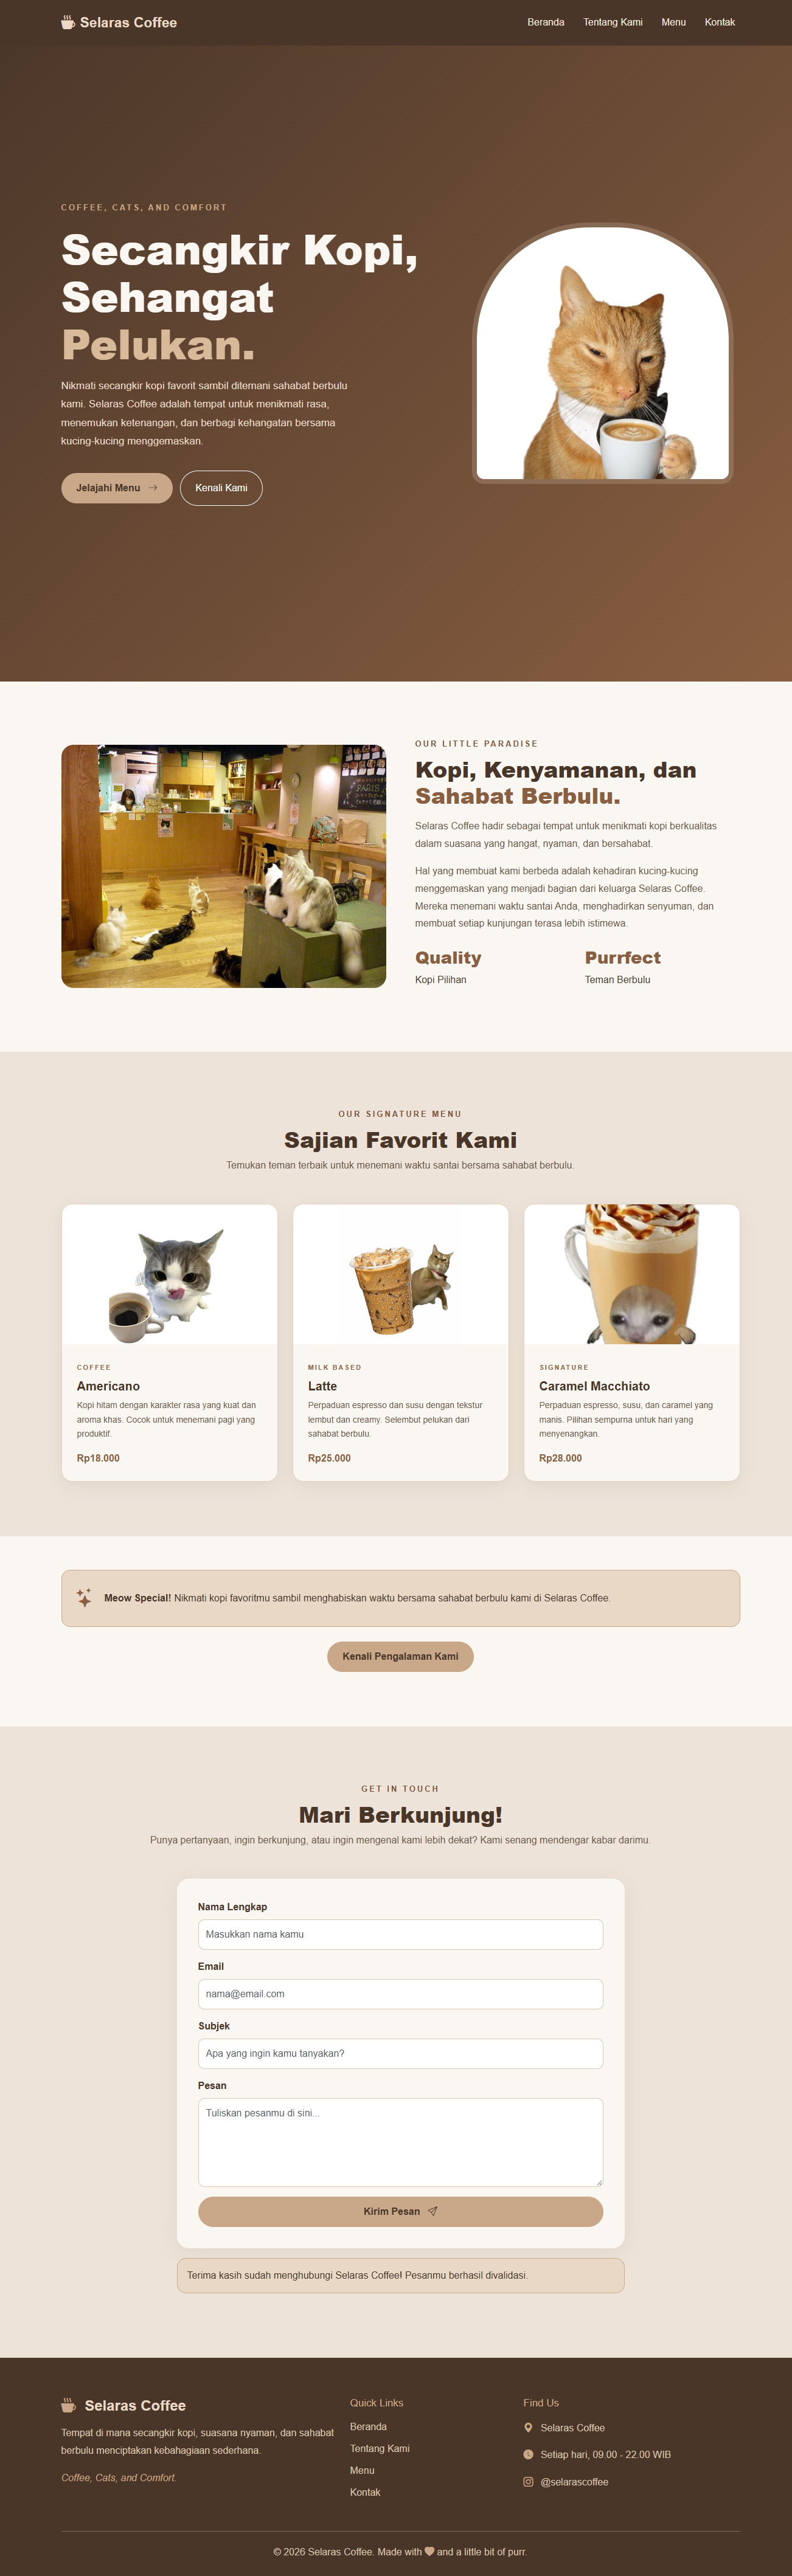 Selaras Coffee
Beranda
Tentang Kami
Menu
Kontak
COFFEE, CATS, AND COMFORT
Secangkir Kopi,
Sehangat
Pelukan.
Nikmati secangkir kopi favorit sambil ditemani sahabat berbulu
kami. Selaras Coffee adalah tempat untuk menikmati rasa,
menemukan ketenangan, dan berbagi kehangatan bersama
kucing-kucing menggemaskan.
Jelajahi Menu →
Kenali Kami
OUR LITTLE PARADISE
Kopi, Kenyamanan, dan
Sahabat Berbulu.
Selaras Coffee hadir sebagai tempat untuk menikmati kopi berkualitas
dalam suasana yang hangat, nyaman, dan bersahabat.
Hal yang membuat kami berbeda adalah kehadiran kucing-kucing
menggemaskan yang menjadi bagian dari keluarga Selaras Coffee.
Mereka menemani waktu santai Anda, menghadirkan senyuman, dan
membuat setiap kunjungan terasa lebih istimewa.
Quality
Kopi Pilihan
Purrfect
Teman Berbulu
OUR SIGNATURE MENU
Sajian Favorit Kami
Temukan teman terbaik untuk menemani waktu santai bersama sahabat berbulu.
COFFEE
Americano
Kopi hitam dengan karakter rasa yang kuat dan
aroma khas. Cocok untuk menemani pagi yang
produktif.
Rp18.000
MILK BASED
Latte
Perpaduan espresso dan susu dengan tekstur
lembut dan creamy. Selembut pelukan dari
sahabat berbulu.
Rp25.000
SIGNATURE
Caramel Macchiato
Perpaduan espresso, susu, dan caramel yang
manis. Pilihan sempurna untuk hari yang
menyenangkan.
Rp28.000
Meow Special! Nikmati kopi favoritmu sambil menghabiskan waktu bersama sahabat berbulu kami di Selaras Coffee.
Kenali Pengalaman Kami
GET IN TOUCH
Mari Berkunjung!
Punya pertanyaan, ingin berkunjung, atau ingin mengenal kami lebih dekat? Kami senang mendengar kabar darimu.
Nama Lengkap
Masukkan nama kamu
Email
nama@email.com
Subjek
Apa yang ingin kamu tanyakan?
Pesan
Tuliskan pesanmu di sini...
Kirim Pesan
Terima kasih sudah menghubungi Selaras Coffee! Pesanmu berhasil divalidasi.
Selaras Coffee
Tempat di mana secangkir kopi, suasana nyaman, dan sahabat
berbulu menciptakan kebahagiaan sederhana.
Coffee, Cats, and Comfort.
Quick Links
Beranda
Tentang Kami
Menu
Kontak
Find Us
Selaras Coffee
Setiap hari, 09.00 - 22.00 WIB
@selarascoffee
© 2026 Selaras Coffee. Made with 🤎 and a little bit of purr.